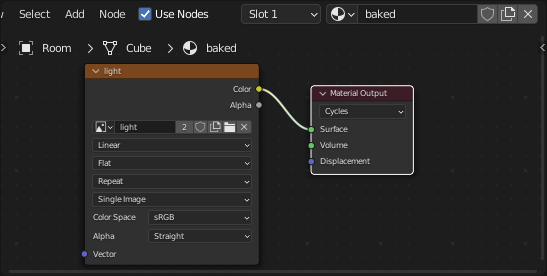 Select Add Node Use Nodes Slot 1 baked
Room Cube baked
light
Color
Alpha
light 2
Linear
Flat
Repeat
Single Image
Color Space sRGB
Alpha Straight
Vector
Material Output
Cycles
Surface
Volume
Displacement